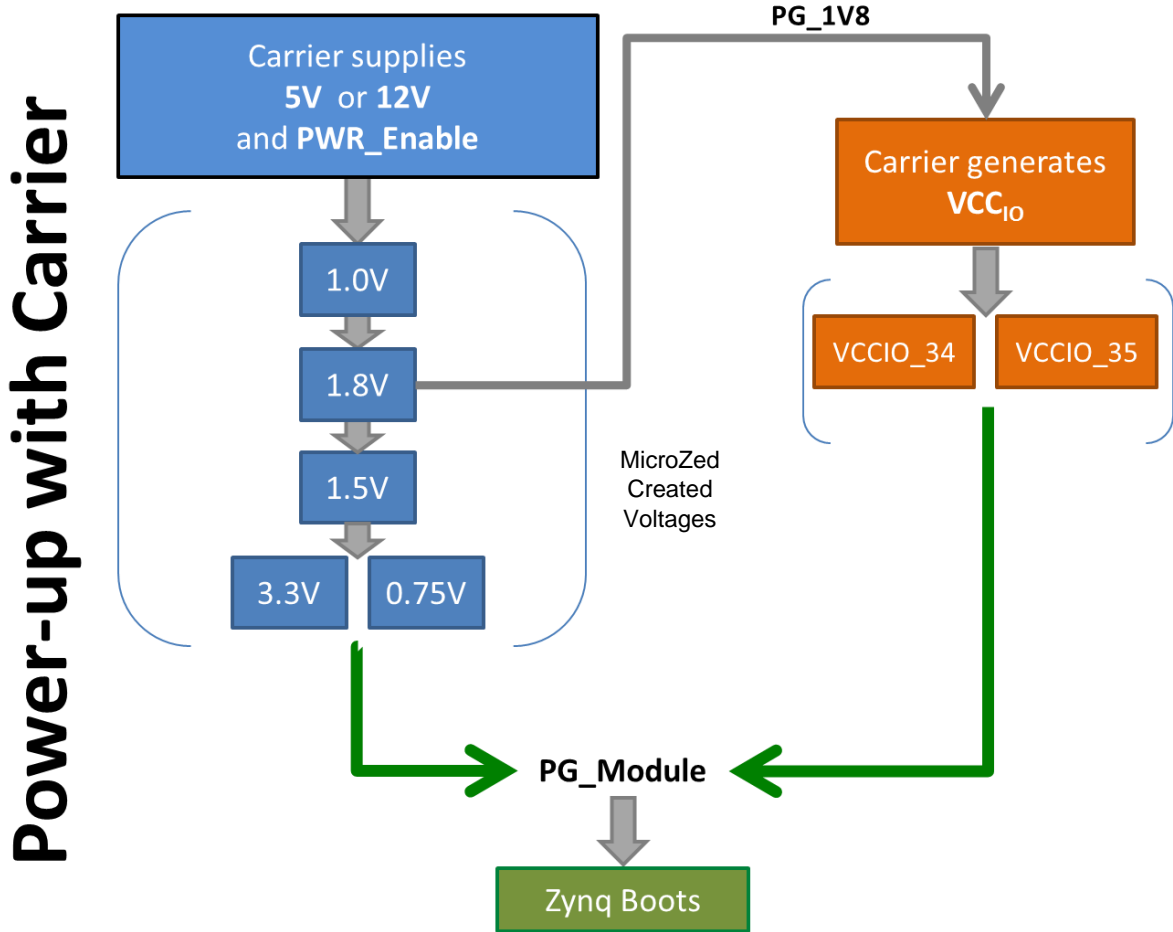 Power-up with Carrier
PG_1V8
Carrier supplies
5V or 12V
and PWR_Enable
Carrier generates
VCCIO
1.0V
1.8V
1.5V
3.3V
0.75V
MicroZed
Created
Voltages
VCCIO_34
VCCIO_35
PG_Module
Zynq Boots